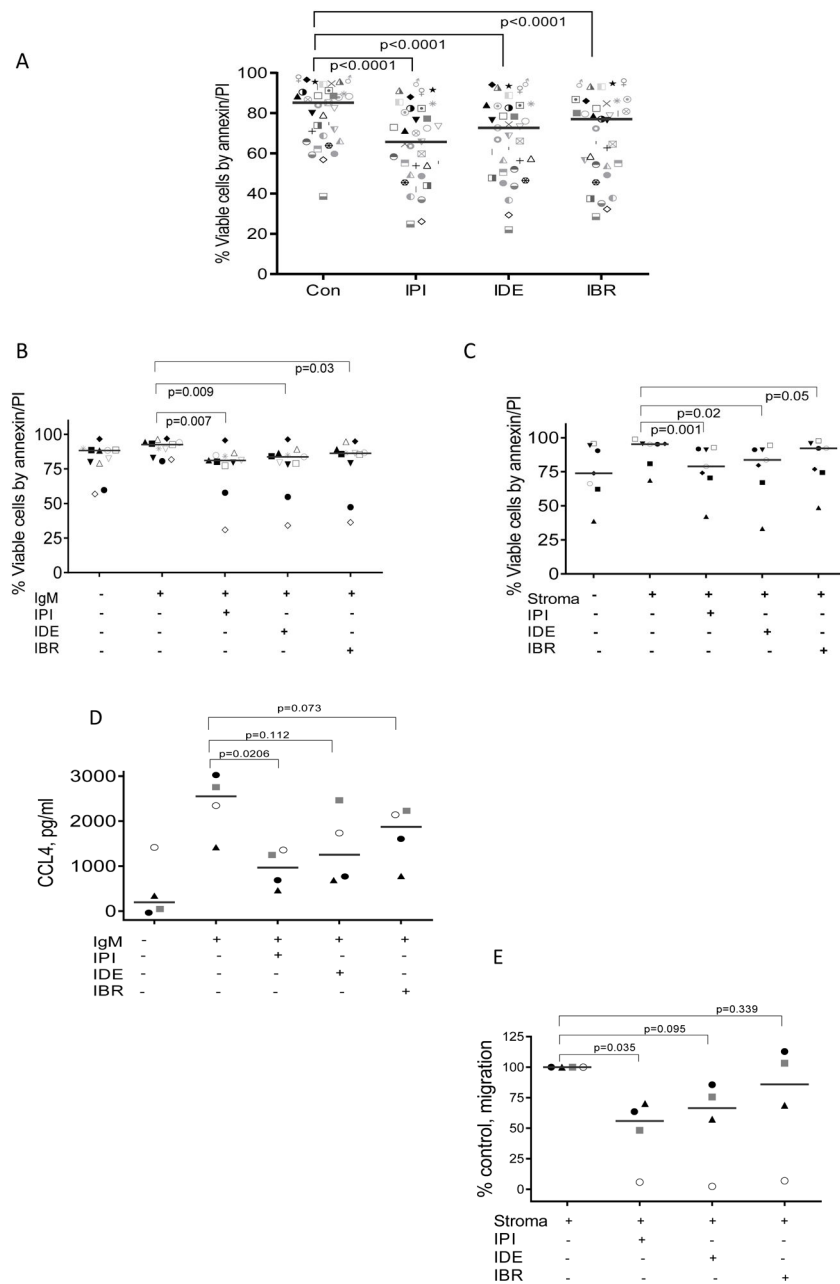 A
p<0.0001
p<0.0001
p<0.0001
% Viable cells by annexin/PI
100
80
60
40
20
0
Con IPI IDE IBR
B
p=0.03
p=0.009
p=0.007
% Viable cells by annexin/PI
100
75
50
25
0
IgM - + + + +
IPI - - + - -
IDE - - - + -
IBR - - - - +
C
p=0.05
p=0.02
p=0.001
% Viable cells by annexin/PI
100
75
50
25
0
Stroma - + + + +
IPI - - + - -
IDE - - - + -
IBR - - - - +
D
p=0.073
p=0.112
p=0.0206
CCL4, pg/ml
3000
2000
1000
0
IgM - + + + +
IPI - - + - -
IDE - - - + -
IBR - - - - +
E
p=0.339
p=0.095
p=0.035
% control, migration
125
100
75
50
25
0
Stroma + + + +
IPI - + - -
IDE - - + -
IBR - - - +